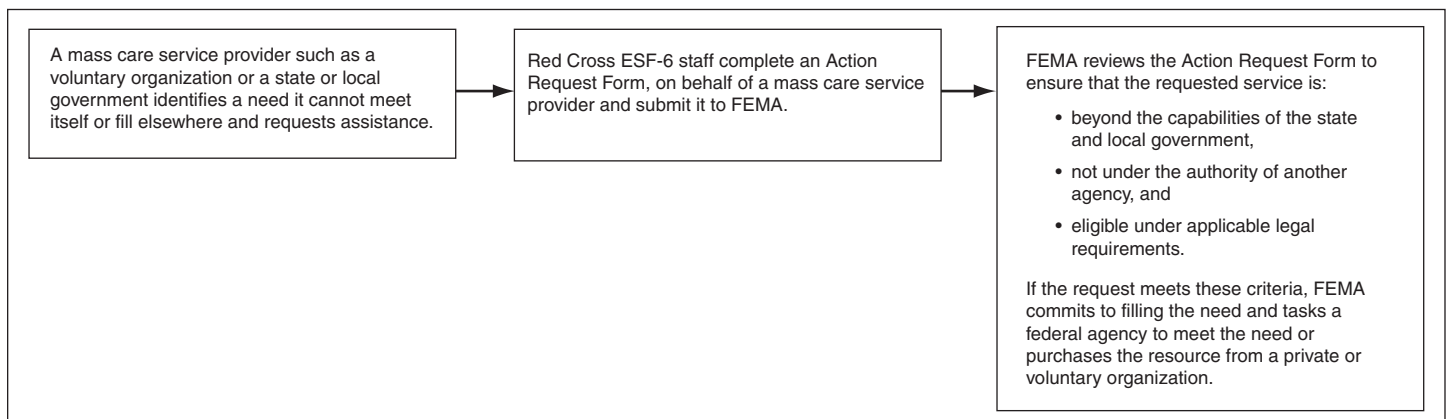 A mass care service provider such as a
voluntary organization or a state or local
government identifies a need it cannot meet
itself or fill elsewhere and requests assistance.
Red Cross ESF-6 staff complete an Action
Request Form, on behalf of a mass care service
provider and submit it to FEMA.
FEMA reviews the Action Request Form to
ensure that the requested service is:
• beyond the capabilities of the state
and local government,
• not under the authority of another
agency, and
• eligible under applicable legal
requirements.
If the request meets these criteria, FEMA
commits to filling the need and tasks a
federal agency to meet the need or
purchases the resource from a private or
voluntary organization.